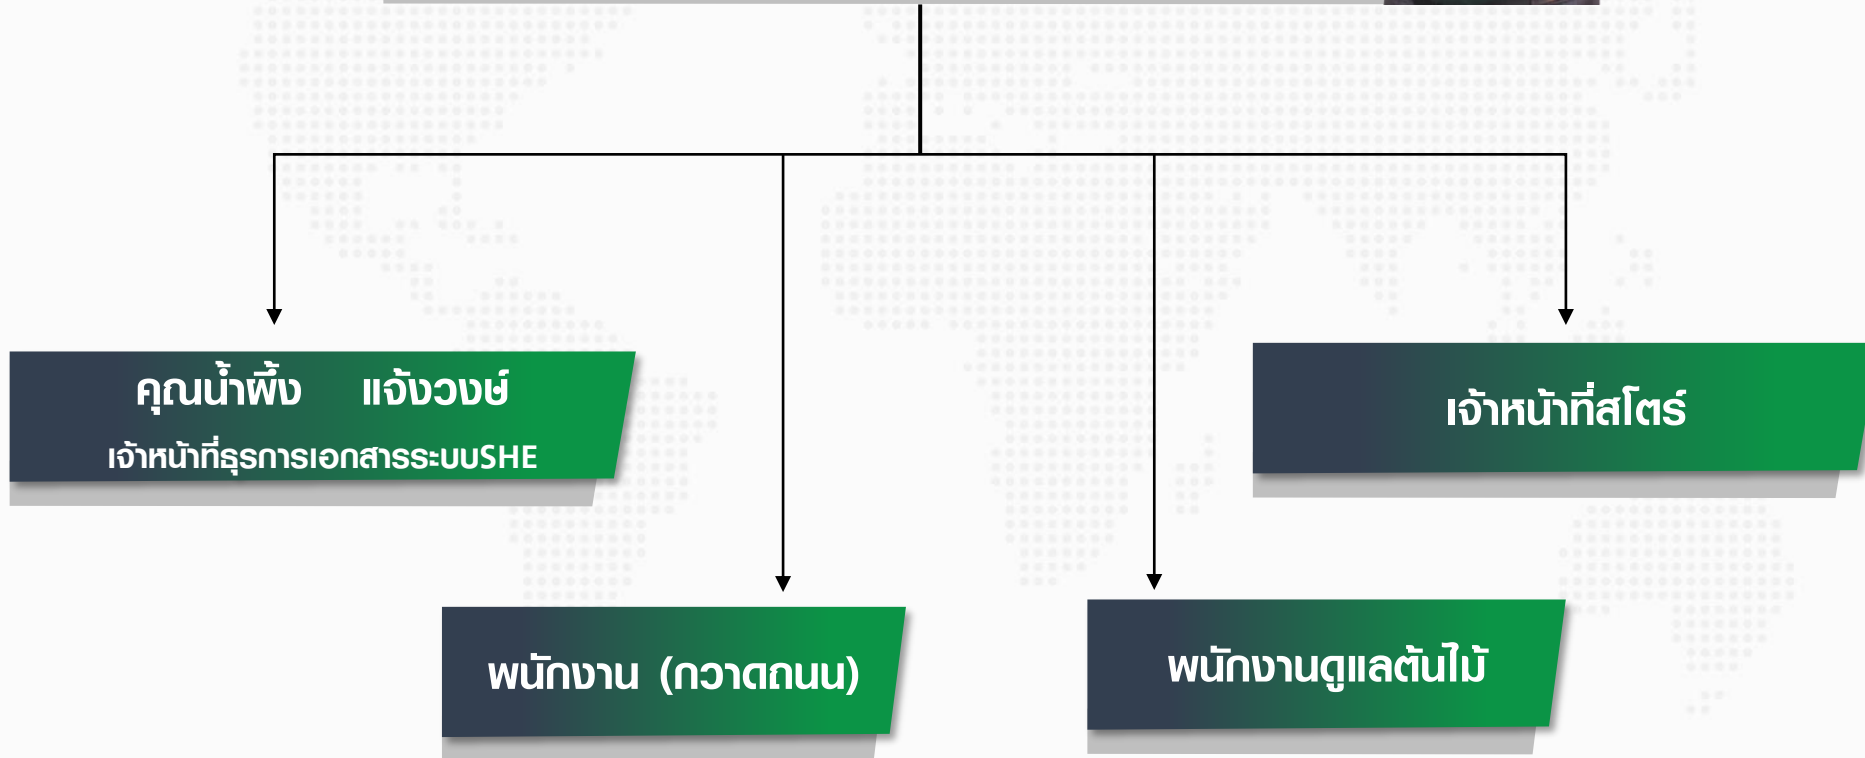 คุณน้ำผึ้ง แจ้งวงษ์
เจ้าหน้าที่ธุรการเอกสารระบบSHE
เจ้าหน้าที่สโตร์
พนักงาน (กวาดถนน)
พนักงานดูแลต้นไม้